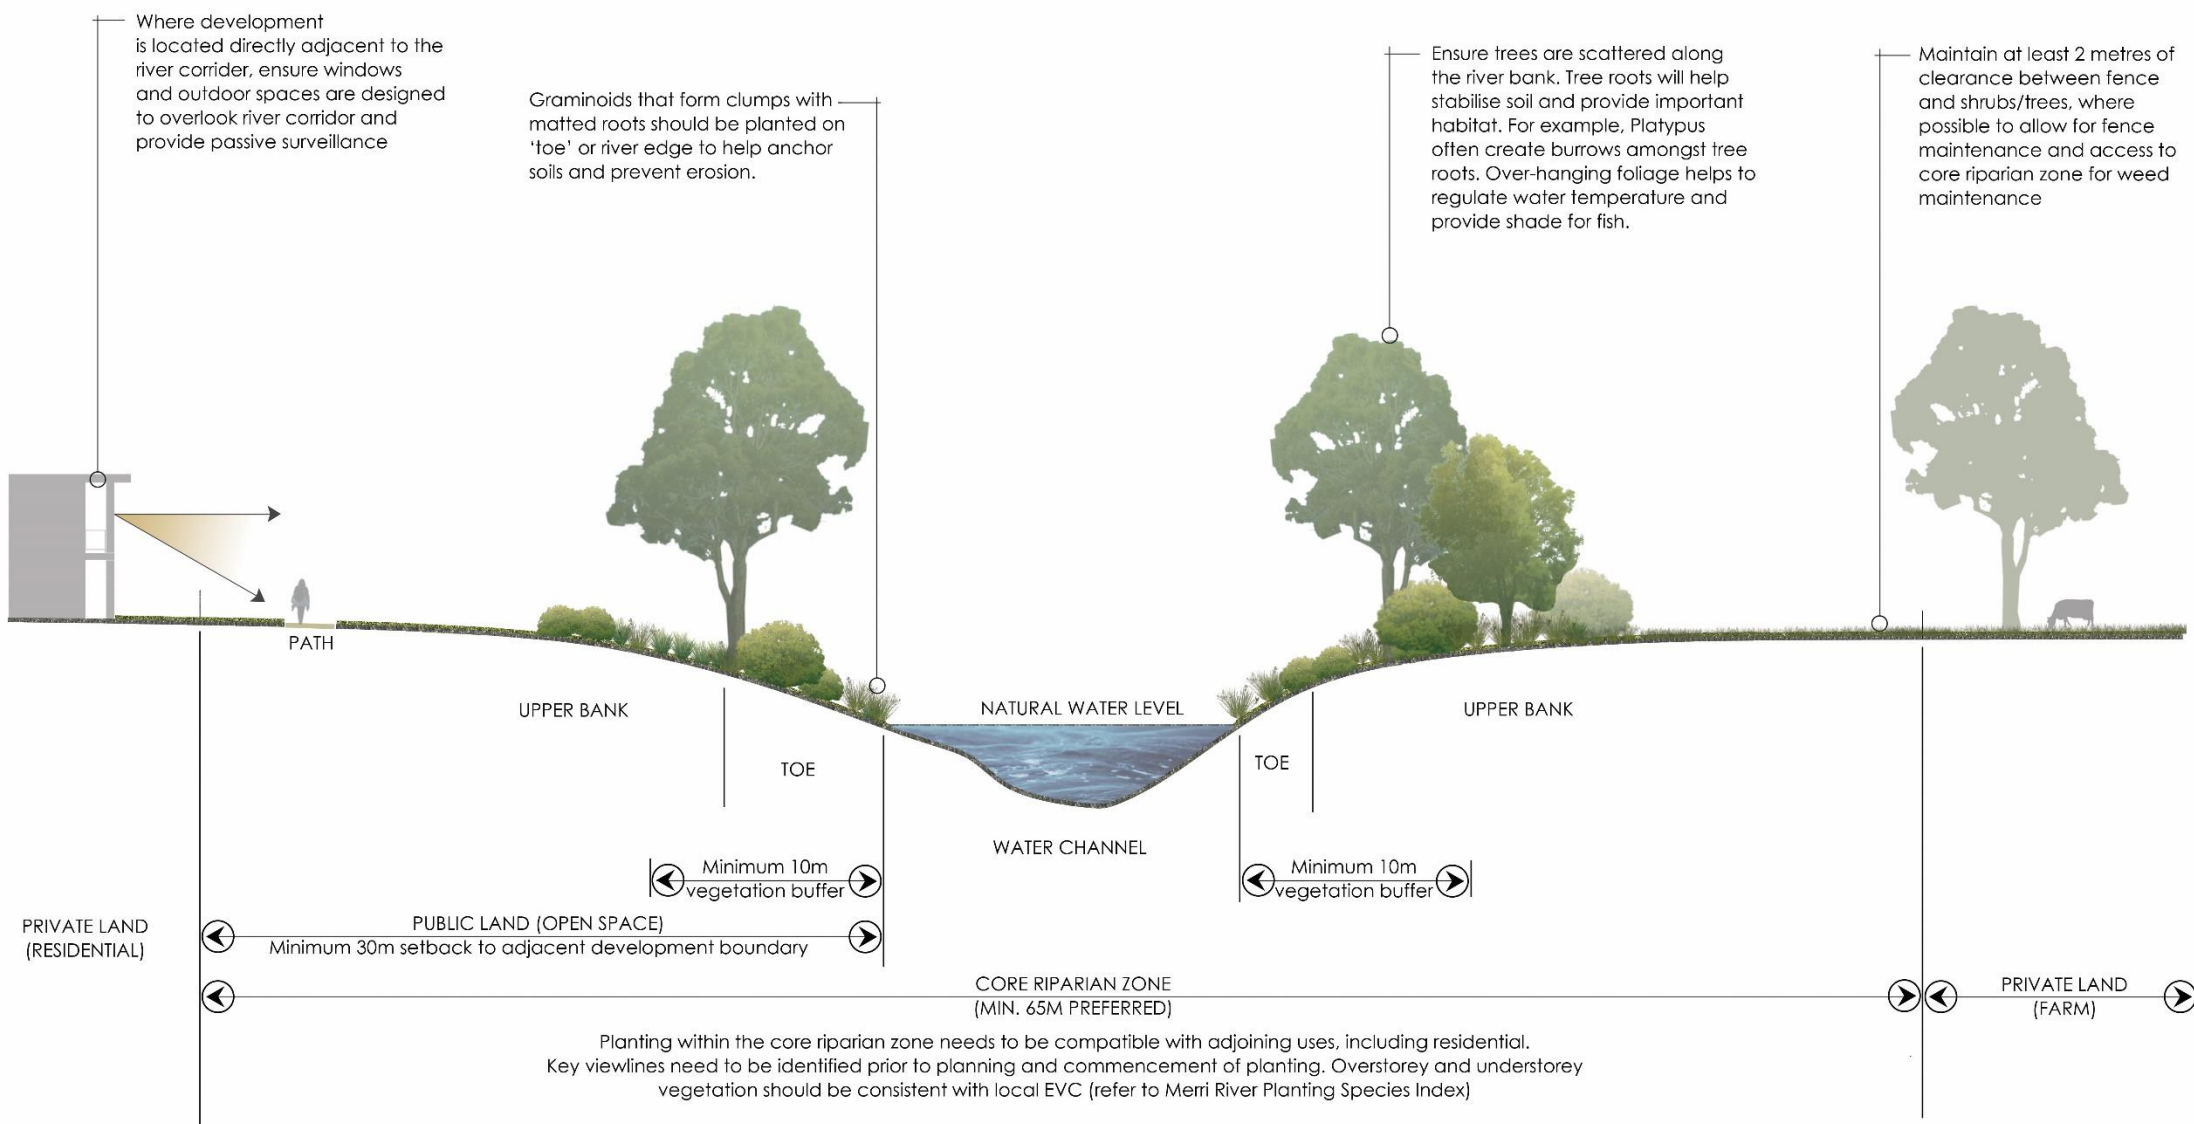 Where development
is located directly adjacent to the
river corrider, ensure windows
and outdoor spaces are designed
to overlook river corridor and
provide passive surveillance
Graminoids that form clumps with
matted roots should be planted on
‘toe’ or river edge to help anchor
soils and prevent erosion.
Ensure trees are scattered along
the river bank. Tree roots will help
stabilise soil and provide important
habitat. For example, Platypus
often create burrows amongst tree
roots. Over-hanging foliage helps to
regulate water temperature and
provide shade for fish.
Maintain at least 2 metres of
clearance between fence
and shrubs/trees, where
possible to allow for fence
maintenance and access to
core riparian zone for weed
maintenance
PATH
UPPER BANK
NATURAL WATER LEVEL
UPPER BANK
TOE
TOE
WATER CHANNEL
Minimum 10m
vegetation buffer
Minimum 10m
vegetation buffer
PRIVATE LAND
(RESIDENTIAL)
PUBLIC LAND (OPEN SPACE)
Minimum 30m setback to adjacent development boundary
CORE RIPARIAN ZONE
(MIN. 65M PREFERRED)
PRIVATE LAND
(FARM)
Planting within the core riparian zone needs to be compatible with adjoining uses, including residential.
Key viewlines need to be identified prior to planning and commencement of planting. Overstorey and understorey
vegetation should be consistent with local EVC (refer to Merri River Planting Species Index)